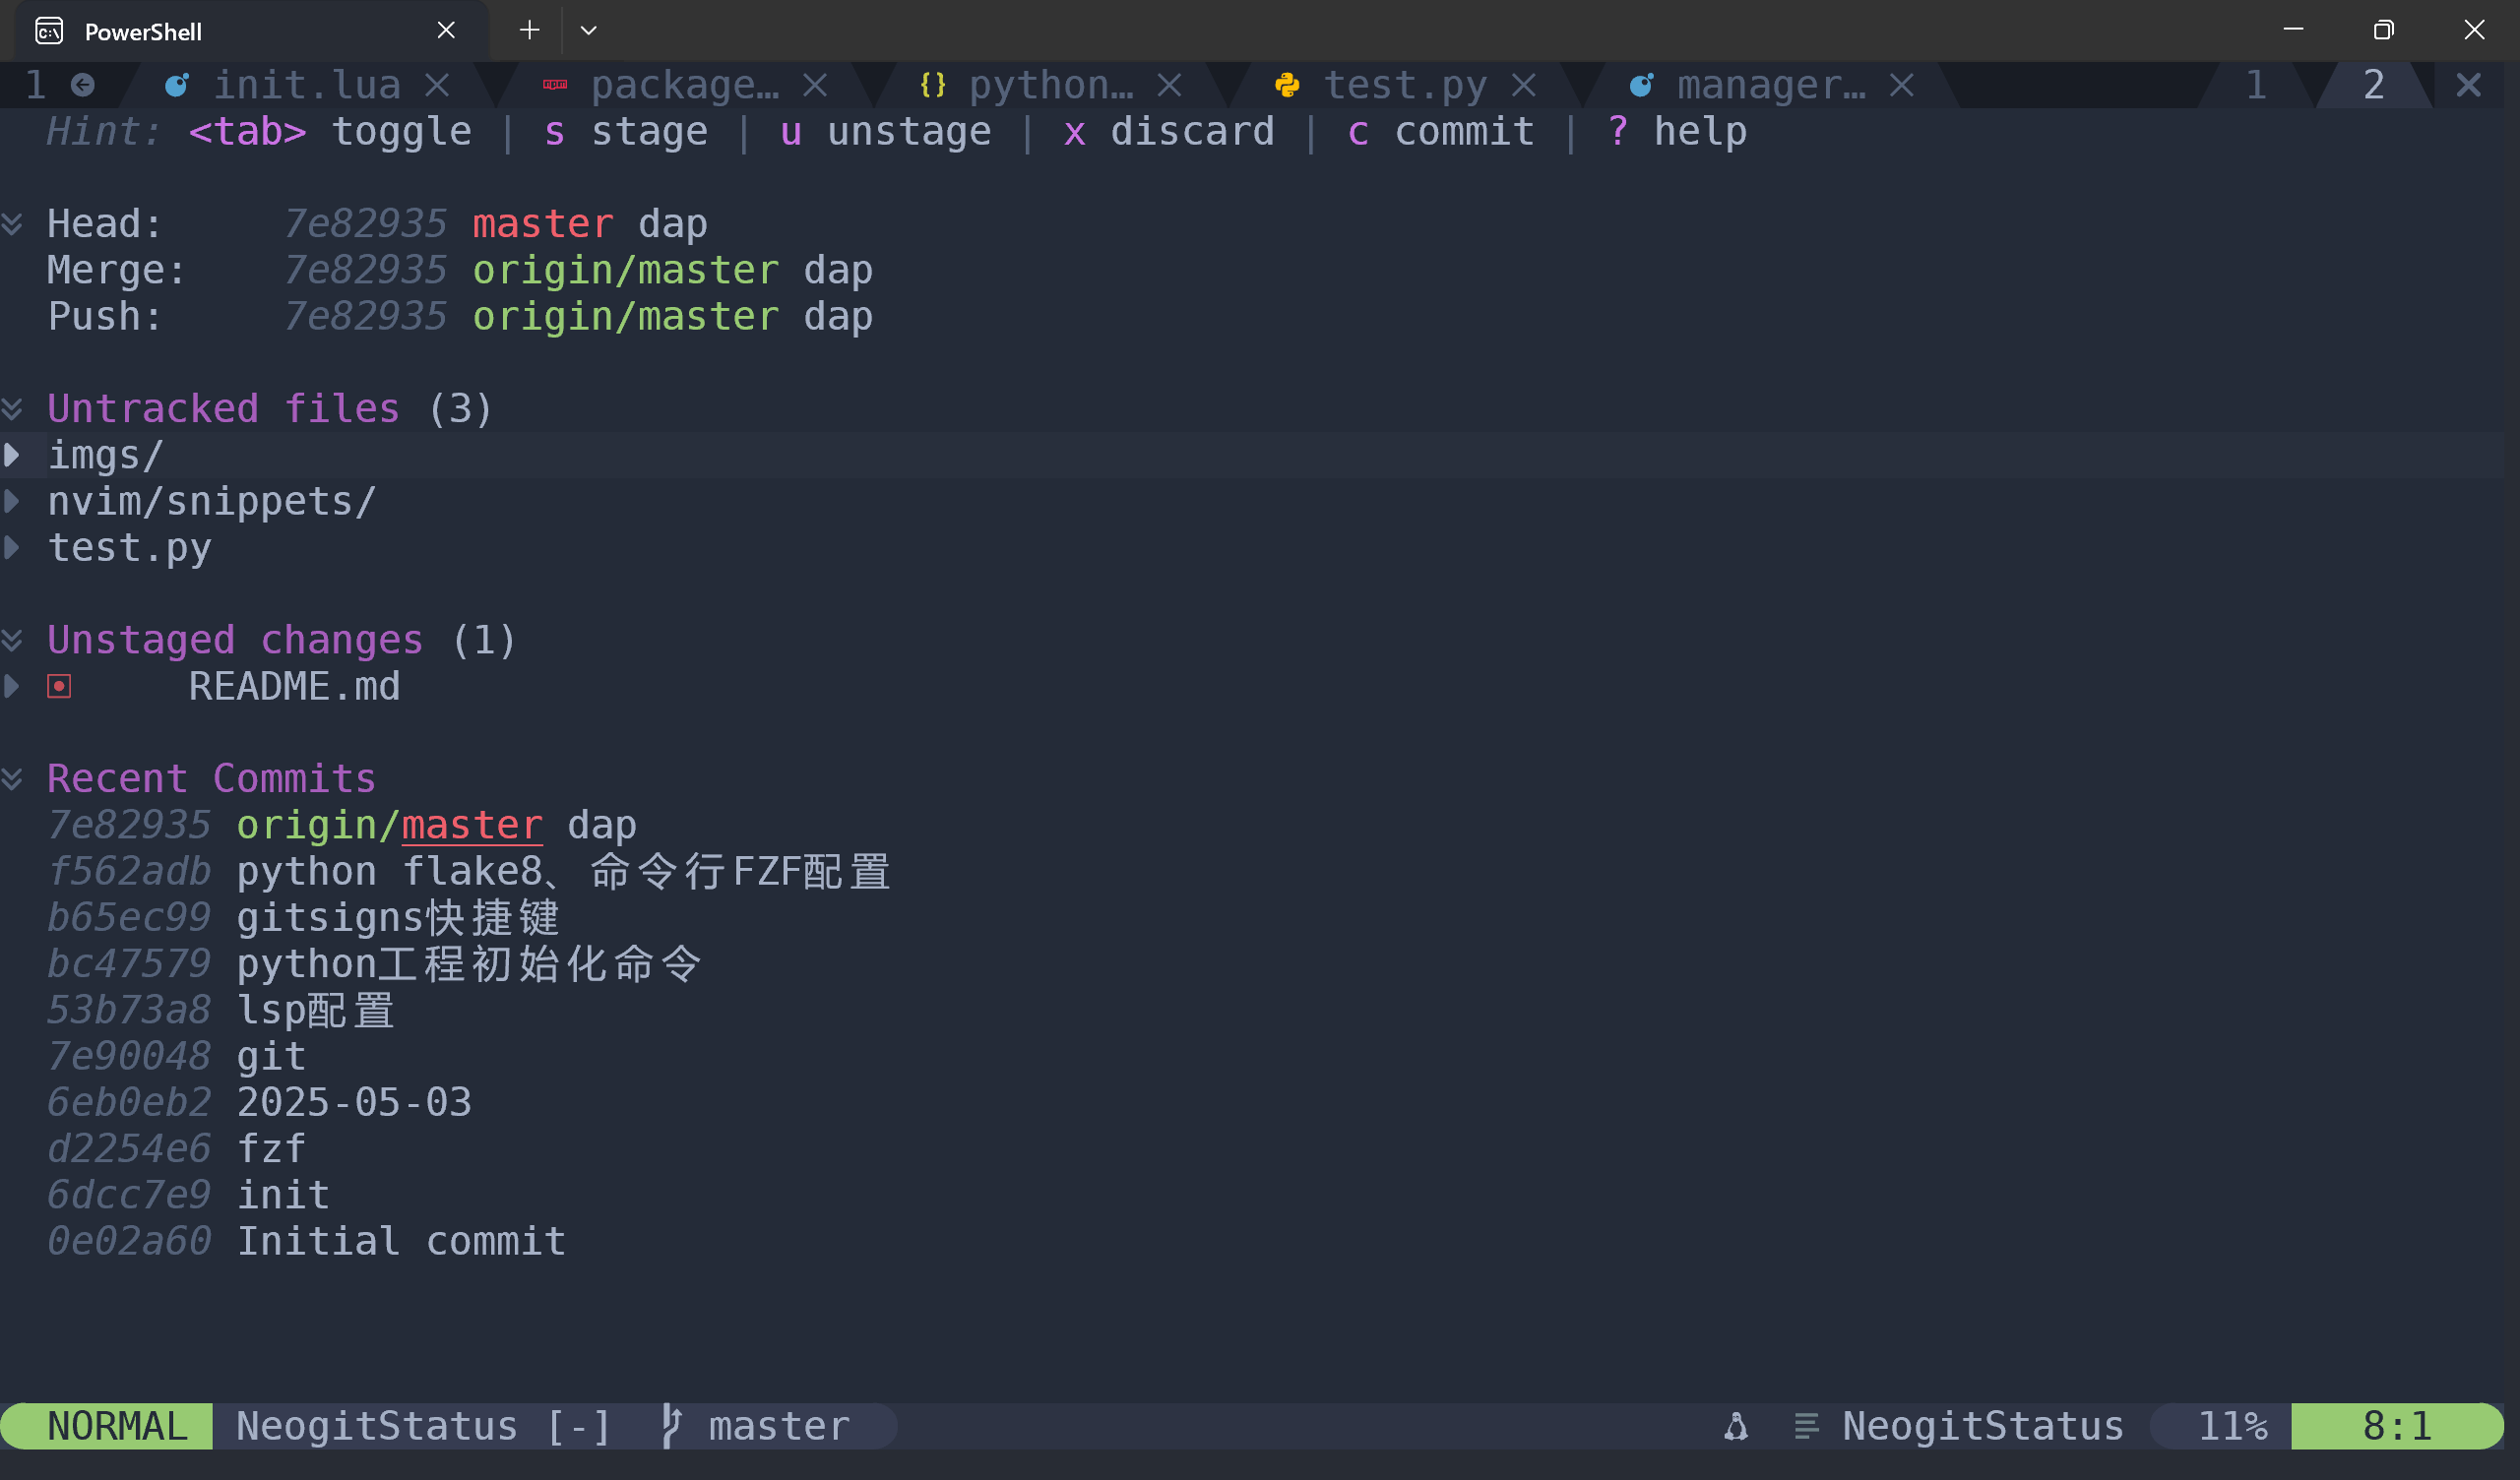 PowerShell
1 init.lua package… {} python… test.py manager… 1 2
Hint: <tab> toggle | s stage | u unstage | x discard | c commit | ? help
Head: 7e82935 master dap
Merge: 7e82935 origin/master dap
Push: 7e82935 origin/master dap
Untracked files (3)
imgs/
nvim/snippets/
test.py
Unstaged changes (1)
README.md
Recent Commits
7e82935 origin/master dap
f562adb python flake8、命令行FZF配置
b65ec99 gitsigns快捷键
bc47579 python工程初始化命令
53b73a8 lsp配置
7e90048 git
6eb0eb2 2025-05-03
d2254e6 fzf
6dcc7e9 init
0e02a60 Initial commit
NORMAL NeogitStatus [-] master NeogitStatus 11% 8:1